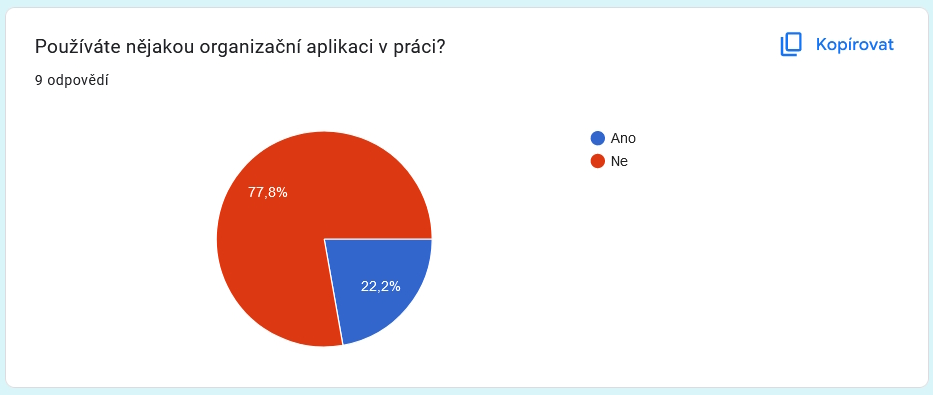 Používáte nějakou organizační aplikaci v práci?
Kopírovat
9 odpovědí
Ano
Ne
77,8%
22,2%